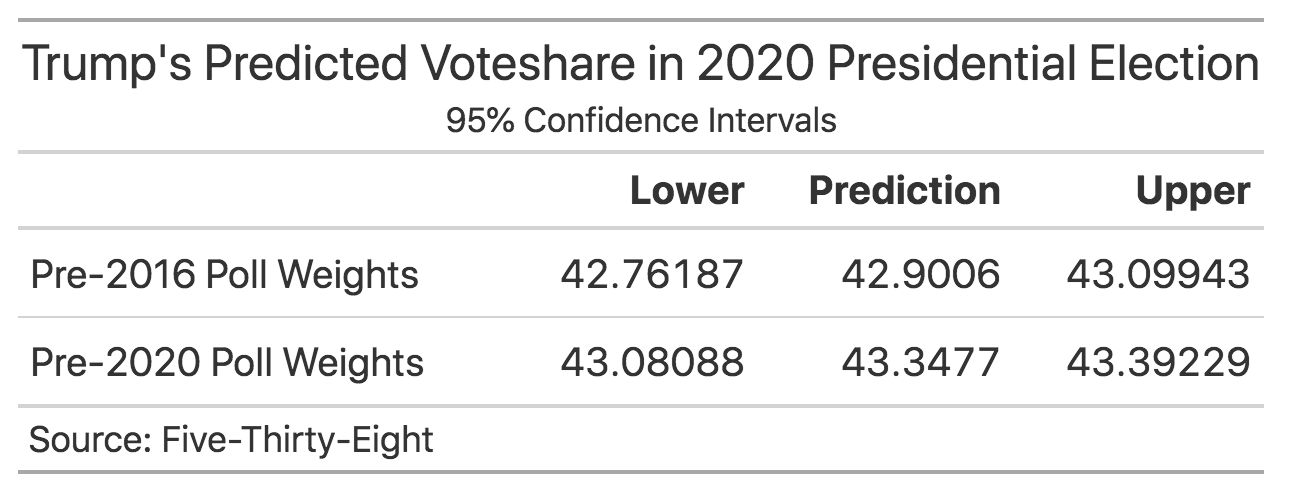 Trump's Predicted Voteshare in 2020 Presidential Election
95% Confidence Intervals
Lower Prediction Upper
Pre-2016 Poll Weights 42.76187 42.9006 43.09943
Pre-2020 Poll Weights 43.08088 43.3477 43.39229
Source: Five-Thirty-Eight